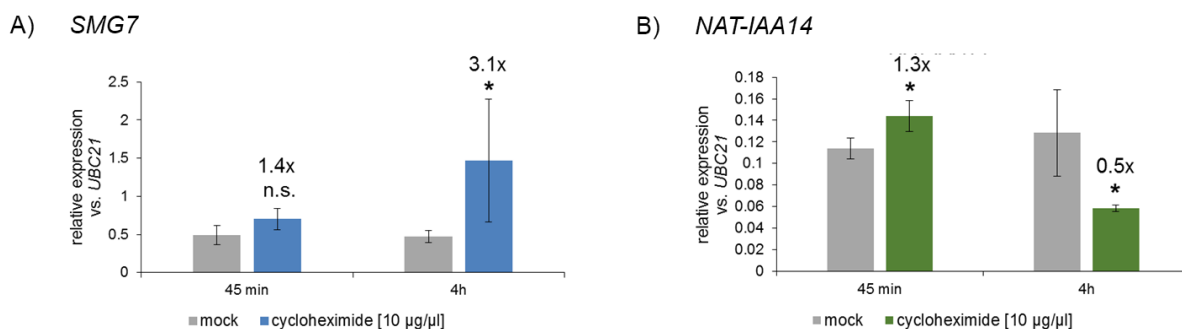 A) SMG7
relative expression
vs. UBC21
2.5
2
1.5
1
0.5
0
1.4x
n.s.
3.1x
*
45 min
4h
mock
cycloheximide [10 µg/µl]
B) NAT-IAA14
relative expression
vs. UBC21
0.18
0.16
0.14
0.12
0.10
0.08
0.06
0.04
0.02
0
1.3x
*
0.5x
*
45 min
4h
mock
cycloheximide [10 µg/µl]